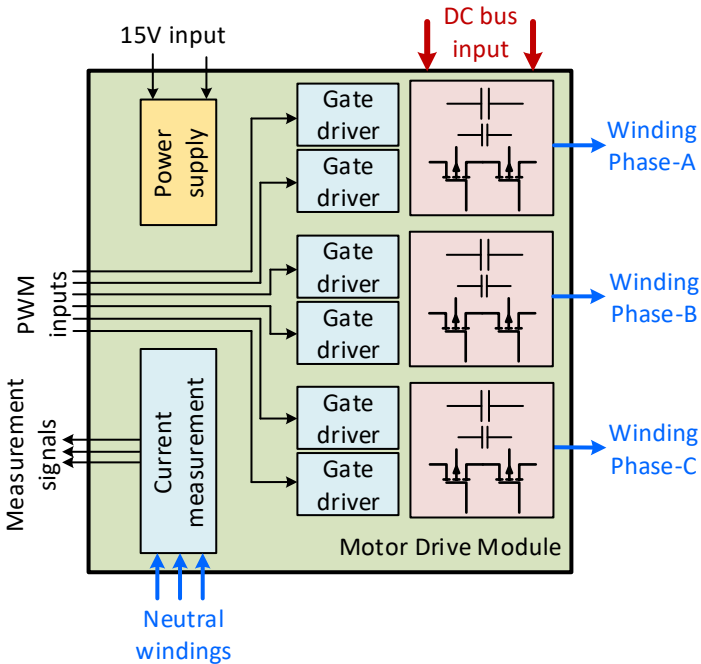 DC bus
input
15V input
Power
supply
Gate
driver
Gate
driver
Winding
Phase-A
PWM
inputs
Gate
driver
Gate
driver
Winding
Phase-B
Measurement
signals
Current
measurement
Gate
driver
Gate
driver
Winding
Phase-C
Motor Drive Module
Neutral
windings